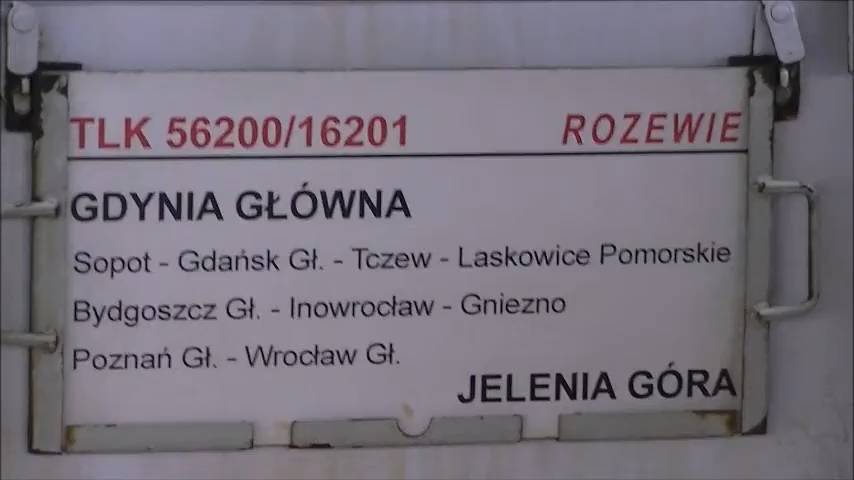 TLK 56200/16201 ROZEWIE
GDYNIA GŁÓWNA
Sopot - Gdańsk Gł. - Tczew - Laskowice Pomorskie
Bydgoszcz Gł. - Inowrocław - Gniezno
Poznań Gł. - Wrocław Gł.
JELENIA GÓRA